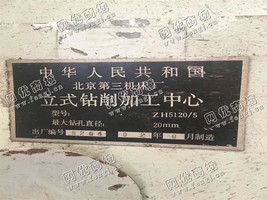 中华人民共和国
北京第三机床
立式钻削加工中心
型号: ZH5120/5
最大钻孔直径: 20mm
出厂编号 年 月制造